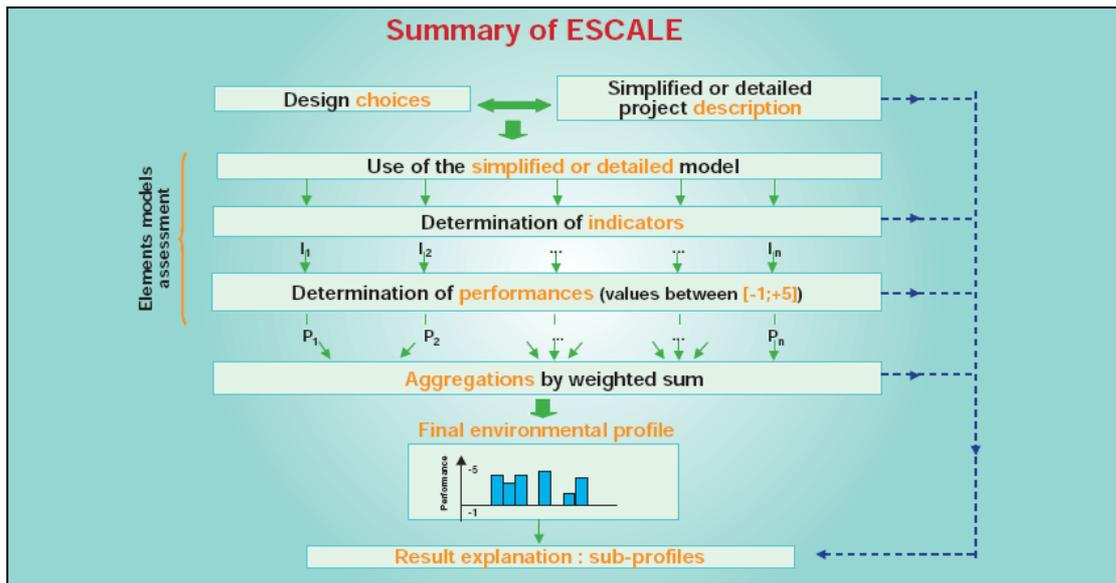 Summary of ESCALE
Design choices
Simplified or detailed
project description
Elements models
assessment
Use of the simplified or detailed model
Determination of indicators
I1 I2 ... ... In
Determination of performances (values between [-1;+5])
P1 P2 ... ... Pn
Aggregations by weighted sum
Final environmental profile
Performance
-5
-1
Result explanation : sub-profiles